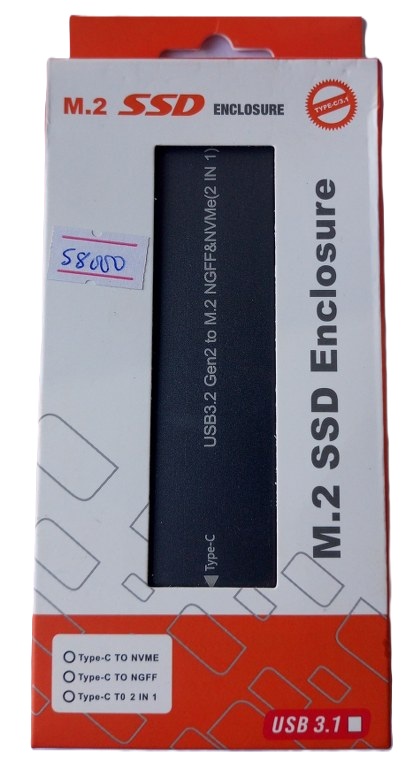 M.2 SSD ENCLOSURE
TYPE-C/3.1
58000
USB3.2 Gen2 to M.2 NGFF&NVMe(2 IN 1)
Type-C
M.2 SSD Enclosure
Type-C TO NVME
Type-C TO NGFF
Type-C TO 2 IN 1
USB 3.1